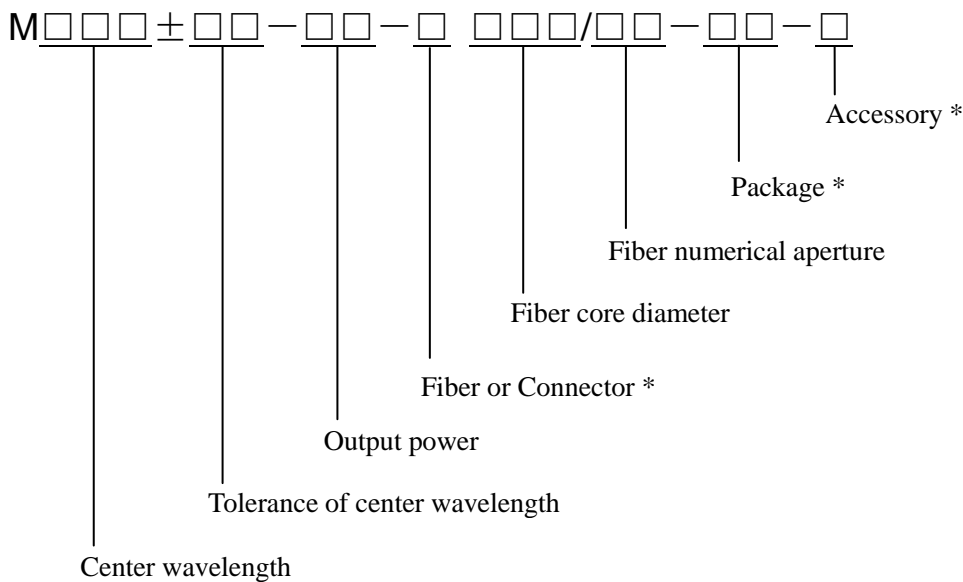 M□□□±□□－□□－□ □□□/□□－□□－□
Accessory *
Package *
Fiber numerical aperture
Fiber core diameter
Fiber or Connector *
Output power
Tolerance of center wavelength
Center wavelength